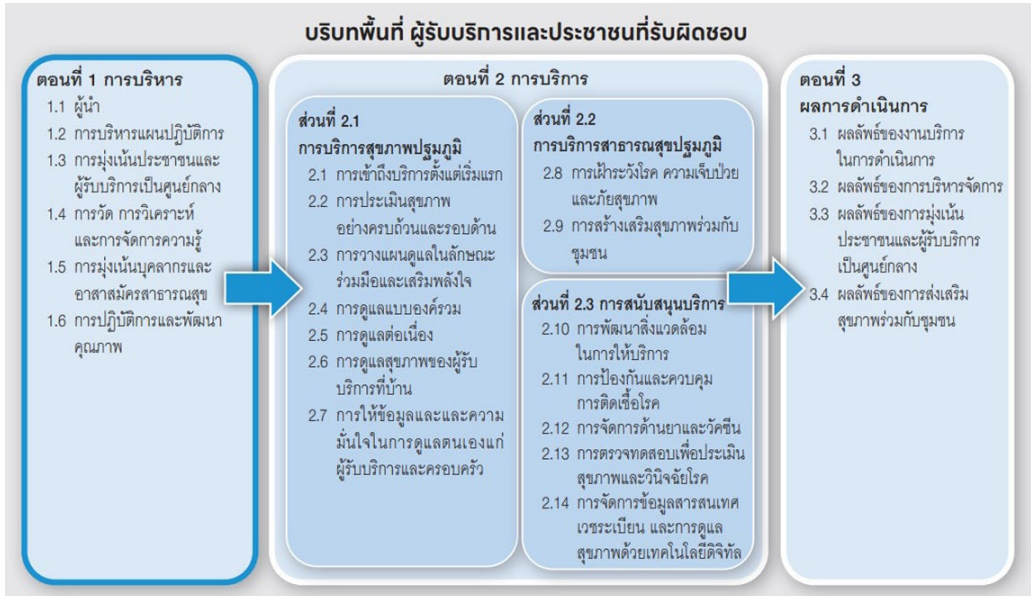 บริบทพื้นที่ ผู้รับบริการและประชาชนที่รับผิดชอบ
ตอนที่ 1 การบริหาร
1.1 ผู้นำ
1.2 การบริหารแผนปฏิบัติการ
1.3 การมุ่งเน้นประชาชนและ
ผู้รับบริการเป็นศูนย์กลาง
1.4 การวัด การวิเคราะห์
และการจัดการความรู้
1.5 การมุ่งเน้นบุคลากรและ
อาสาสมัครสาธารณสุข
1.6 การปฏิบัติการและพัฒนา
คุณภาพ
ตอนที่ 2 การบริการ
ส่วนที่ 2.1
การบริการสุขภาพปฐมภูมิ
2.1 การเข้าถึงบริการตั้งแต่เริ่มแรก
2.2 การประเมินสุขภาพ
อย่างครบถ้วนและรอบด้าน
2.3 การวางแผนดูแลในลักษณะ
ร่วมมือและเสริมพลังใจ
2.4 การดูแลแบบองค์รวม
2.5 การดูแลต่อเนื่อง
2.6 การดูแลสุขภาพของผู้รับ
บริการที่บ้าน
2.7 การให้ข้อมูลและและความ
มั่นใจในการดูแลตนเองแก่
ผู้รับบริการและครอบครัว
ส่วนที่ 2.2
การบริการสาธารณสุขปฐมภูมิ
2.8 การเฝ้าระวังโรค ความเจ็บป่วย
และภัยสุขภาพ
2.9 การสร้างเสริมสุขภาพร่วมกับ
ชุมชน
ส่วนที่ 2.3 การสนับสนุนบริการ
2.10 การพัฒนาสิ่งแวดล้อม
ในการให้บริการ
2.11 การป้องกันและควบคุม
การติดเชื้อโรค
2.12 การจัดการด้านยาและวัคซีน
2.13 การตรวจทดสอบเพื่อประเมิน
สุขภาพและวินิจฉัยโรค
2.14 การจัดการข้อมูลสารสนเทศ
เวชระเบียน และการดูแล
สุขภาพด้วยเทคโนโลยีดิจิทัล
ตอนที่ 3
ผลการดำเนินการ
3.1 ผลลัพธ์ของงานบริการ
ในการดำเนินการ
3.2 ผลลัพธ์ของการบริหารจัดการ
3.3 ผลลัพธ์ของการมุ่งเน้น
ประชาชนและผู้รับบริการ
เป็นศูนย์กลาง
3.4 ผลลัพธ์ของการส่งเสริม
สุขภาพร่วมกับชุมชน